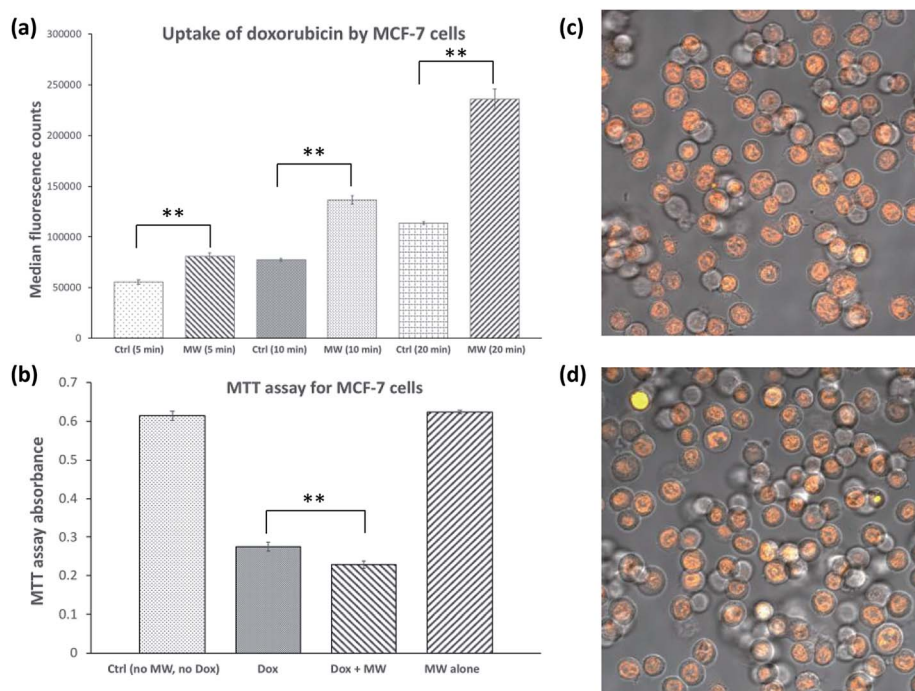 (a)
Uptake of doxorubicin by MCF-7 cells
Median fluorescence counts
300000
250000
200000
150000
100000
50000
0
**
**
**
Ctrl (5 min) MW (5 min) Ctrl (10 min) MW (10 min) Ctrl (20 min) MW (20 min)
(b)
MTT assay for MCF-7 cells
MTT assay absorbance
0.7
0.6
0.5
0.4
0.3
0.2
0.1
0
**
Ctrl (no MW, no Dox) Dox Dox + MW MW alone
(c)
(d)